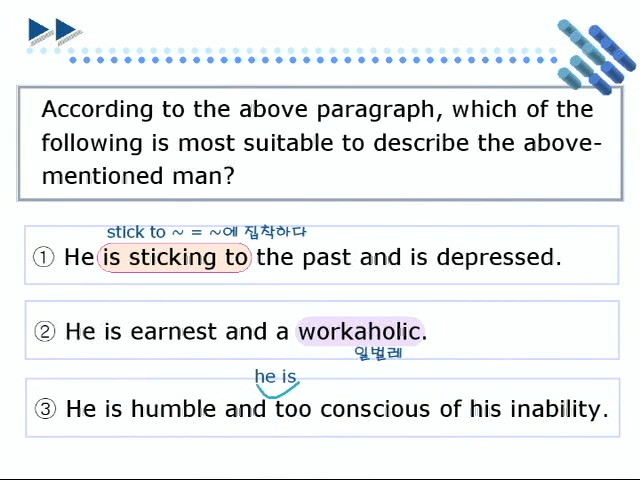 According to the above paragraph, which of the
following is most suitable to describe the above-
mentioned man?
stick to ~ = ~에 집착하다
① He is sticking to the past and is depressed.
② He is earnest and a workaholic.
일벌레
he is
③ He is humble and too conscious of his inability.